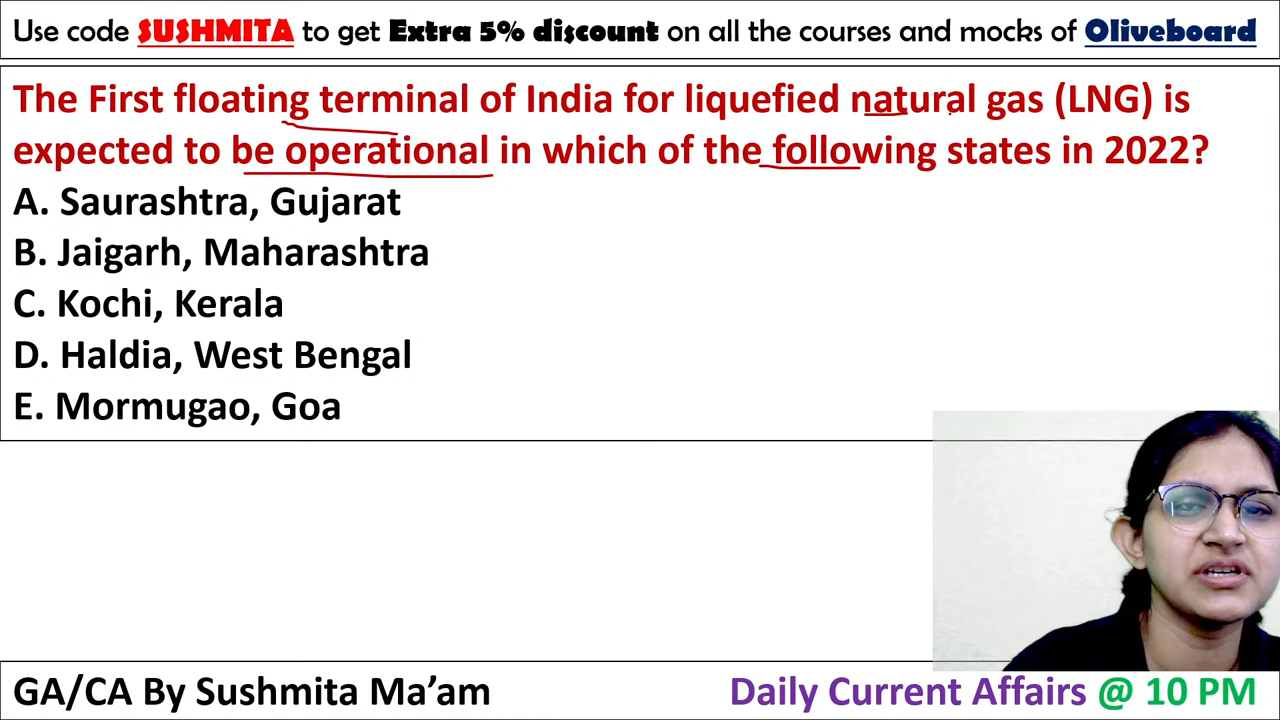 Use code SUSHMITA to get Extra 5% discount on all the courses and mocks of Oliveboard
The First floating terminal of India for liquefied natural gas (LNG) is
expected to be operational in which of the following states in 2022?
A. Saurashtra, Gujarat
B. Jaigarh, Maharashtra
C. Kochi, Kerala
D. Haldia, West Bengal
E. Mormugao, Goa
GA/CA By Sushmita Ma’am
Daily Current Affairs @ 10 PM